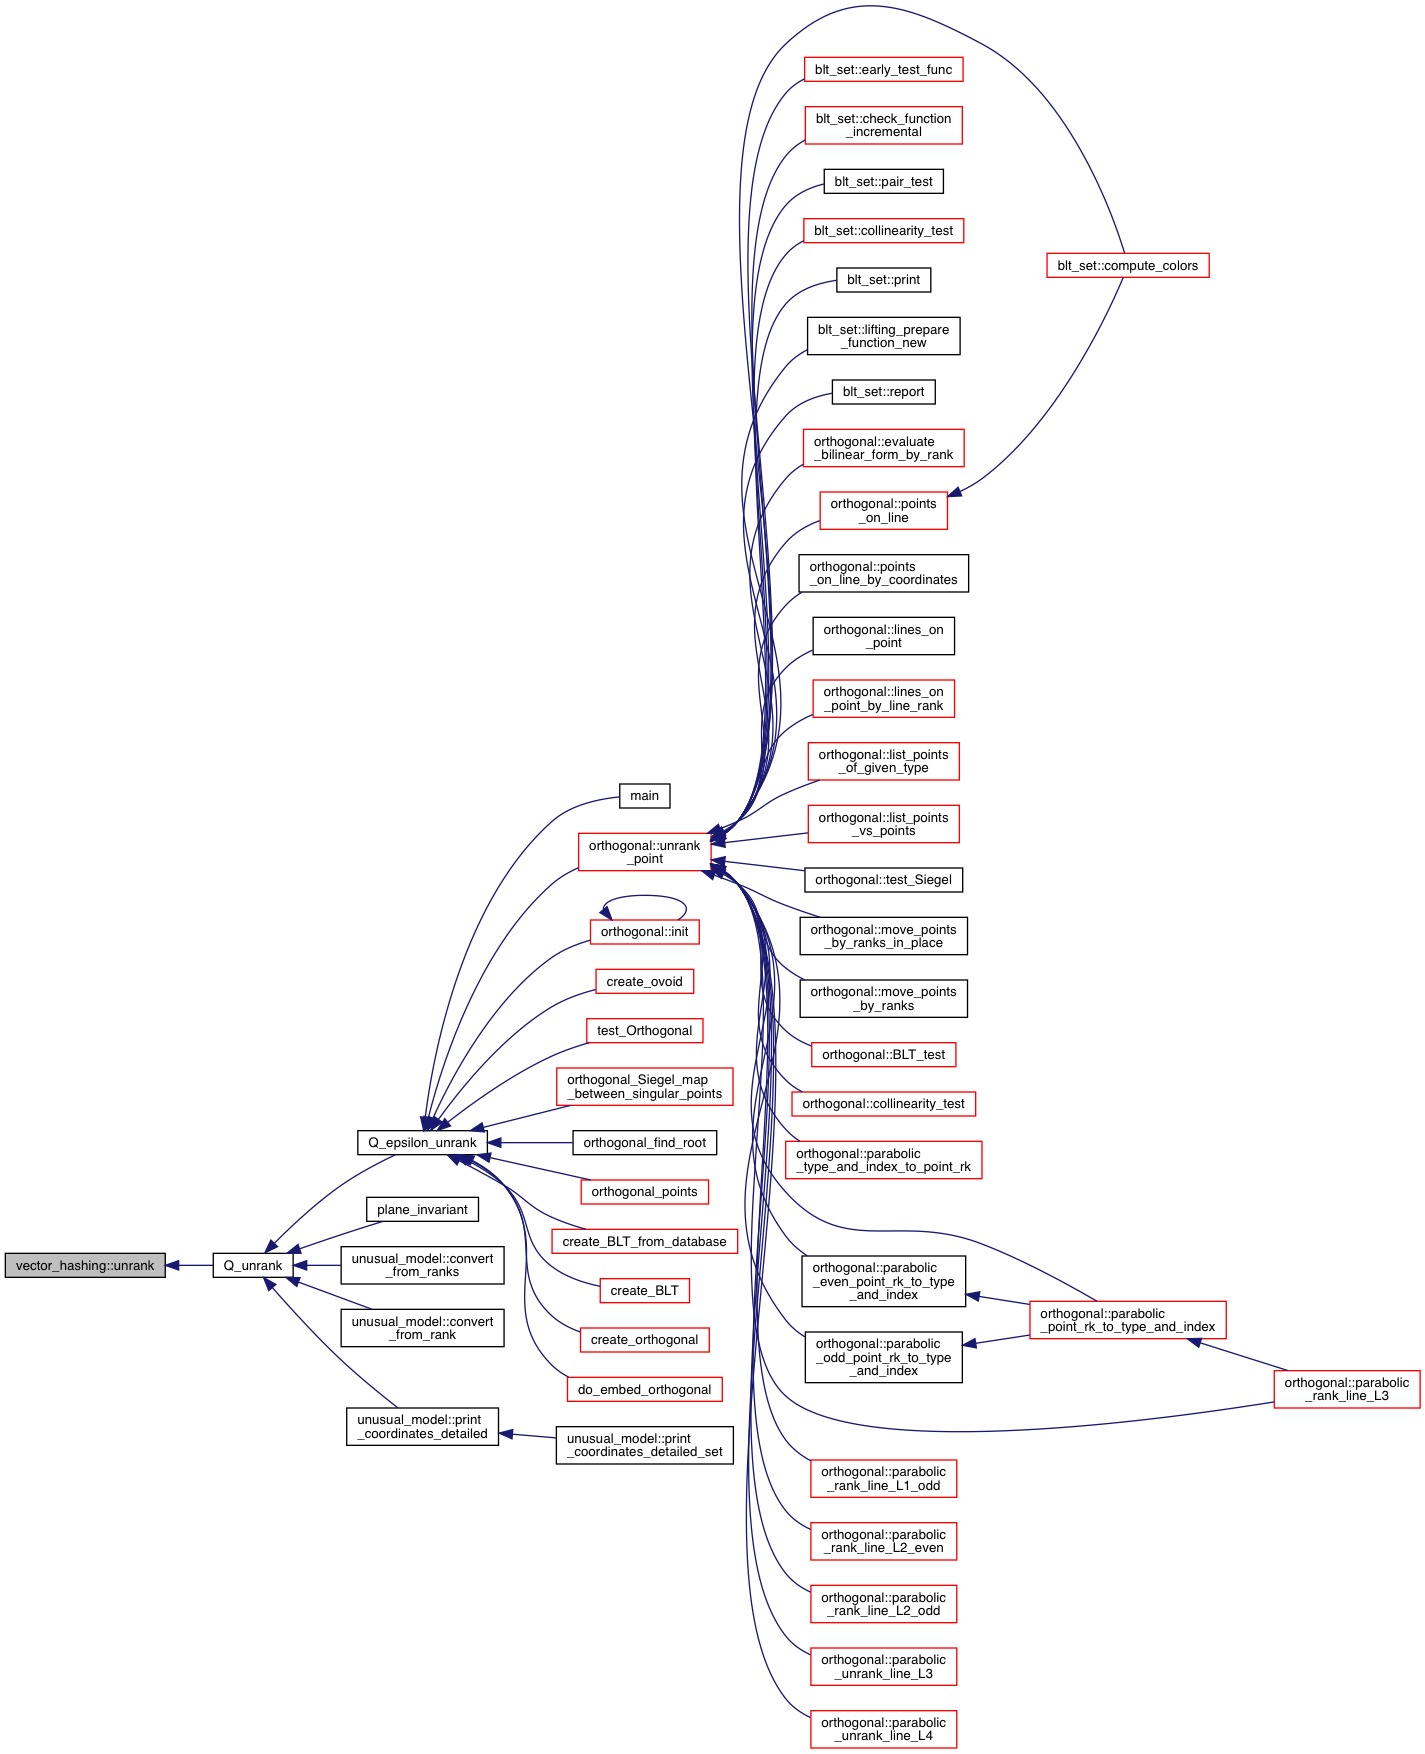 vector_hashing::unrank
Q_unrank
Q_epsilon_unrank
plane_invariant
unusual_model::convert
_from_ranks
unusual_model::convert
_from_rank
unusual_model::print
_coordinates_detailed
unusual_model::print
_coordinates_detailed_set
main
orthogonal::unrank
_point
orthogonal::init
create_ovoid
test_Orthogonal
orthogonal_Siegel_map
_between_singular_points
orthogonal_find_root
orthogonal_points
create_BLT_from_database
create_BLT
create_orthogonal
do_embed_orthogonal
blt_set::early_test_func
blt_set::check_function
_incremental
blt_set::pair_test
blt_set::collinearity_test
blt_set::print
blt_set::lifting_prepare
_function_new
blt_set::report
orthogonal::evaluate
_bilinear_form_by_rank
orthogonal::points
_on_line
orthogonal::points
_on_line_by_coordinates
orthogonal::lines_on
_point
orthogonal::lines_on
_point_by_line_rank
orthogonal::list_points
_of_given_type
orthogonal::list_points
_vs_points
orthogonal::test_Siegel
orthogonal::move_points
_by_ranks_in_place
orthogonal::move_points
_by_ranks
orthogonal::BLT_test
orthogonal::collinearity_test
orthogonal::parabolic
_type_and_index_to_point_rk
orthogonal::parabolic
_even_point_rk_to_type
_and_index
orthogonal::parabolic
_odd_point_rk_to_type
_and_index
orthogonal::parabolic
_rank_line_L1_odd
orthogonal::parabolic
_rank_line_L2_even
orthogonal::parabolic
_rank_line_L2_odd
orthogonal::parabolic
_unrank_line_L3
orthogonal::parabolic
_unrank_line_L4
blt_set::compute_colors
orthogonal::parabolic
_point_rk_to_type_and_index
orthogonal::parabolic
_rank_line_L3